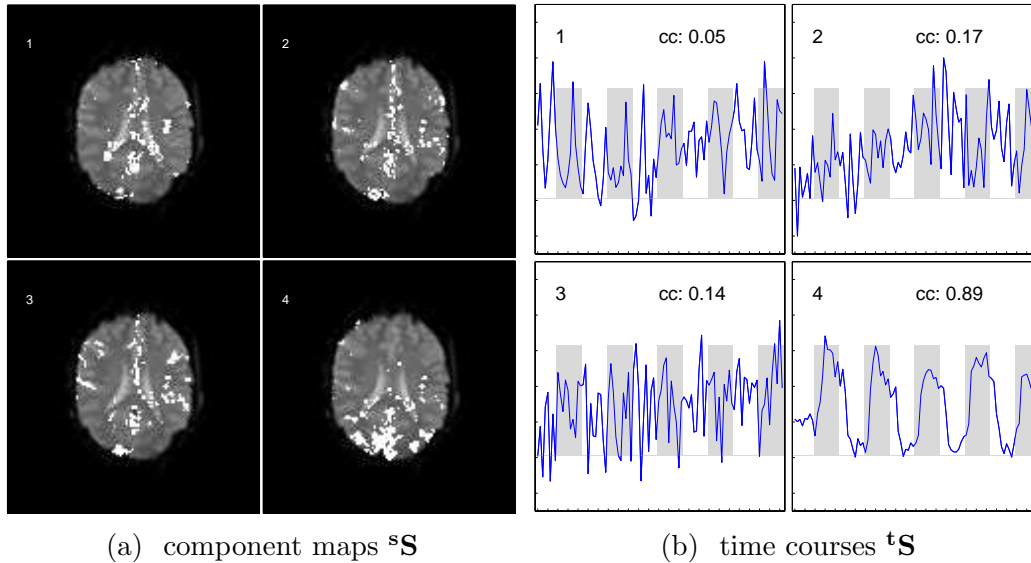 1
2
3
4
1 cc: 0.05
2 cc: 0.17
3 cc: 0.14
4 cc: 0.89
(a) component maps ˢS
(b) time courses ᵗS